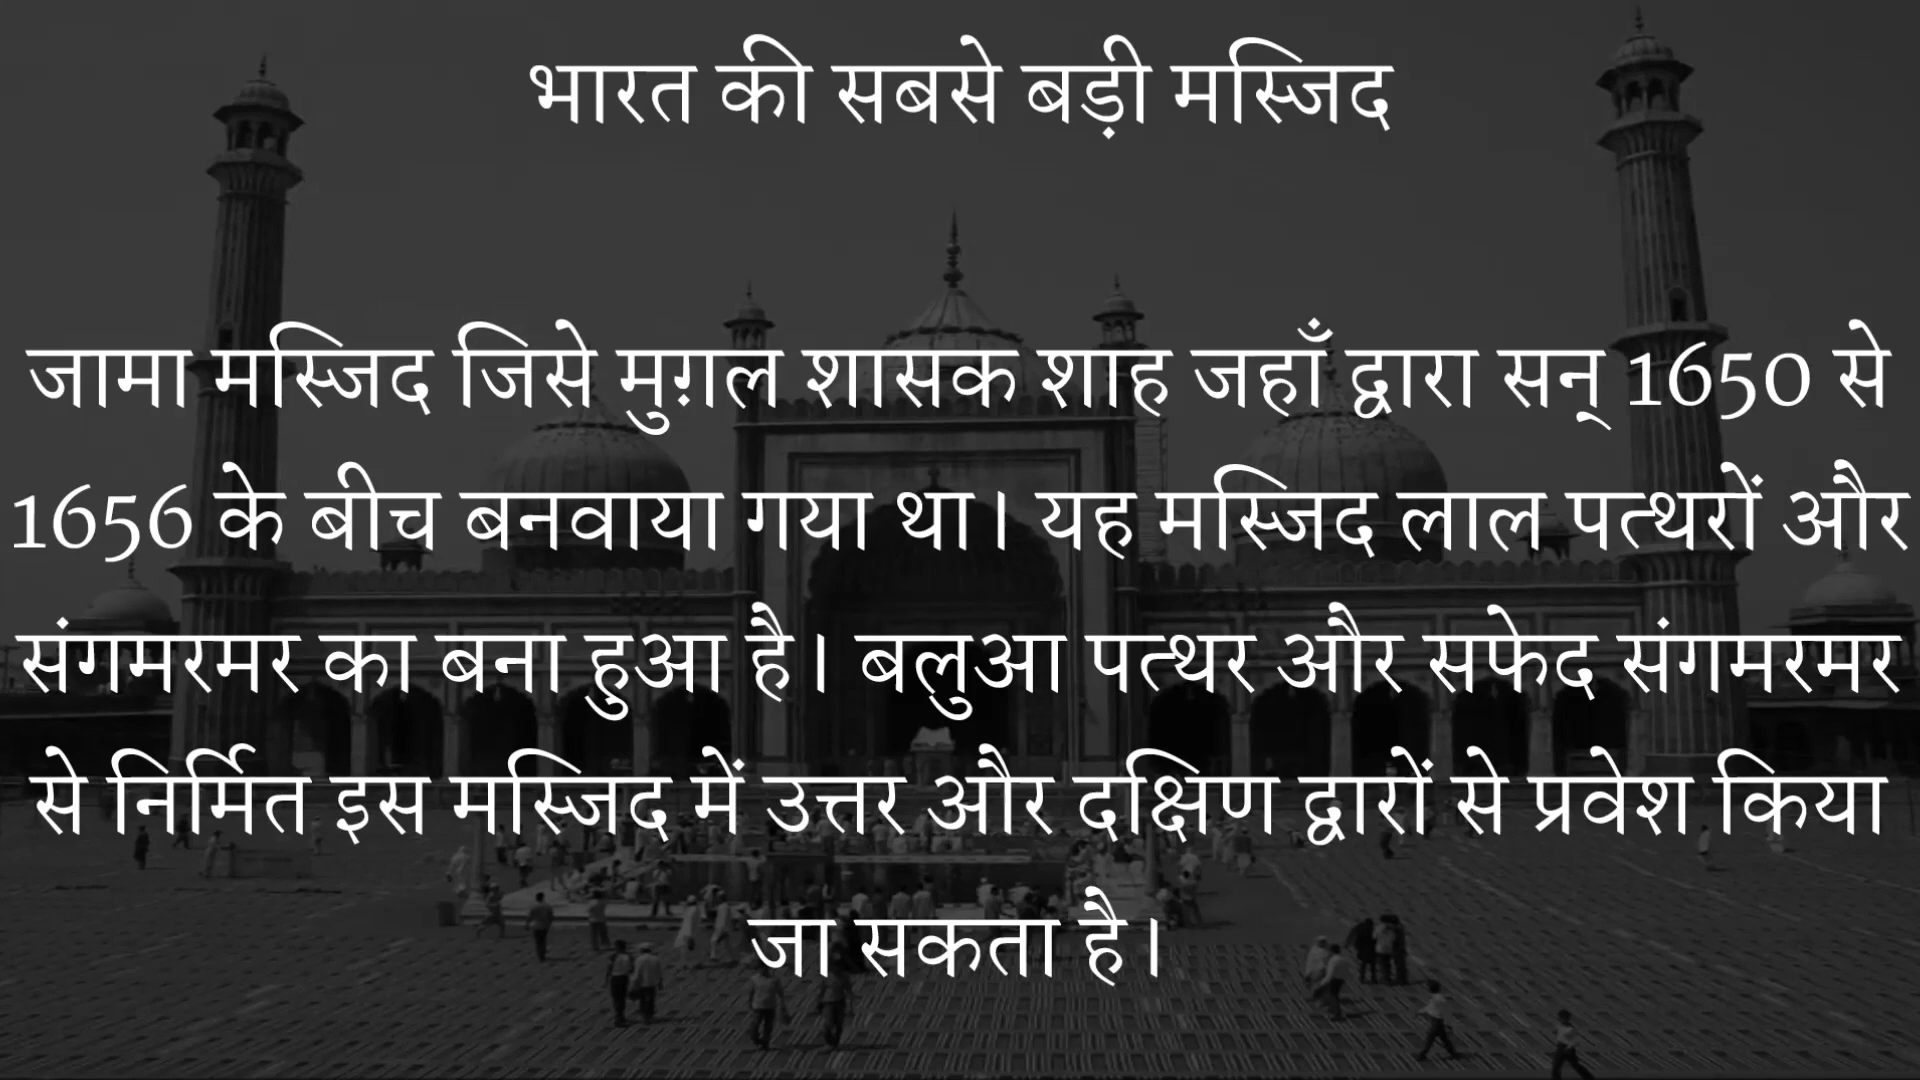 भारत की सबसे बड़ी मस्जिद
जामा मस्जिद जिसे मुग़ल शासक शाह जहाँ द्वारा सन् 1650 से
1656 के बीच बनवाया गया था। यह मस्जिद लाल पत्थरों और
संगमरमर का बना हुआ है। बलुआ पत्थर और सफेद संगमरमर
से निर्मित इस मस्जिद में उत्तर और दक्षिण द्वारों से प्रवेश किया
जा सकता है।